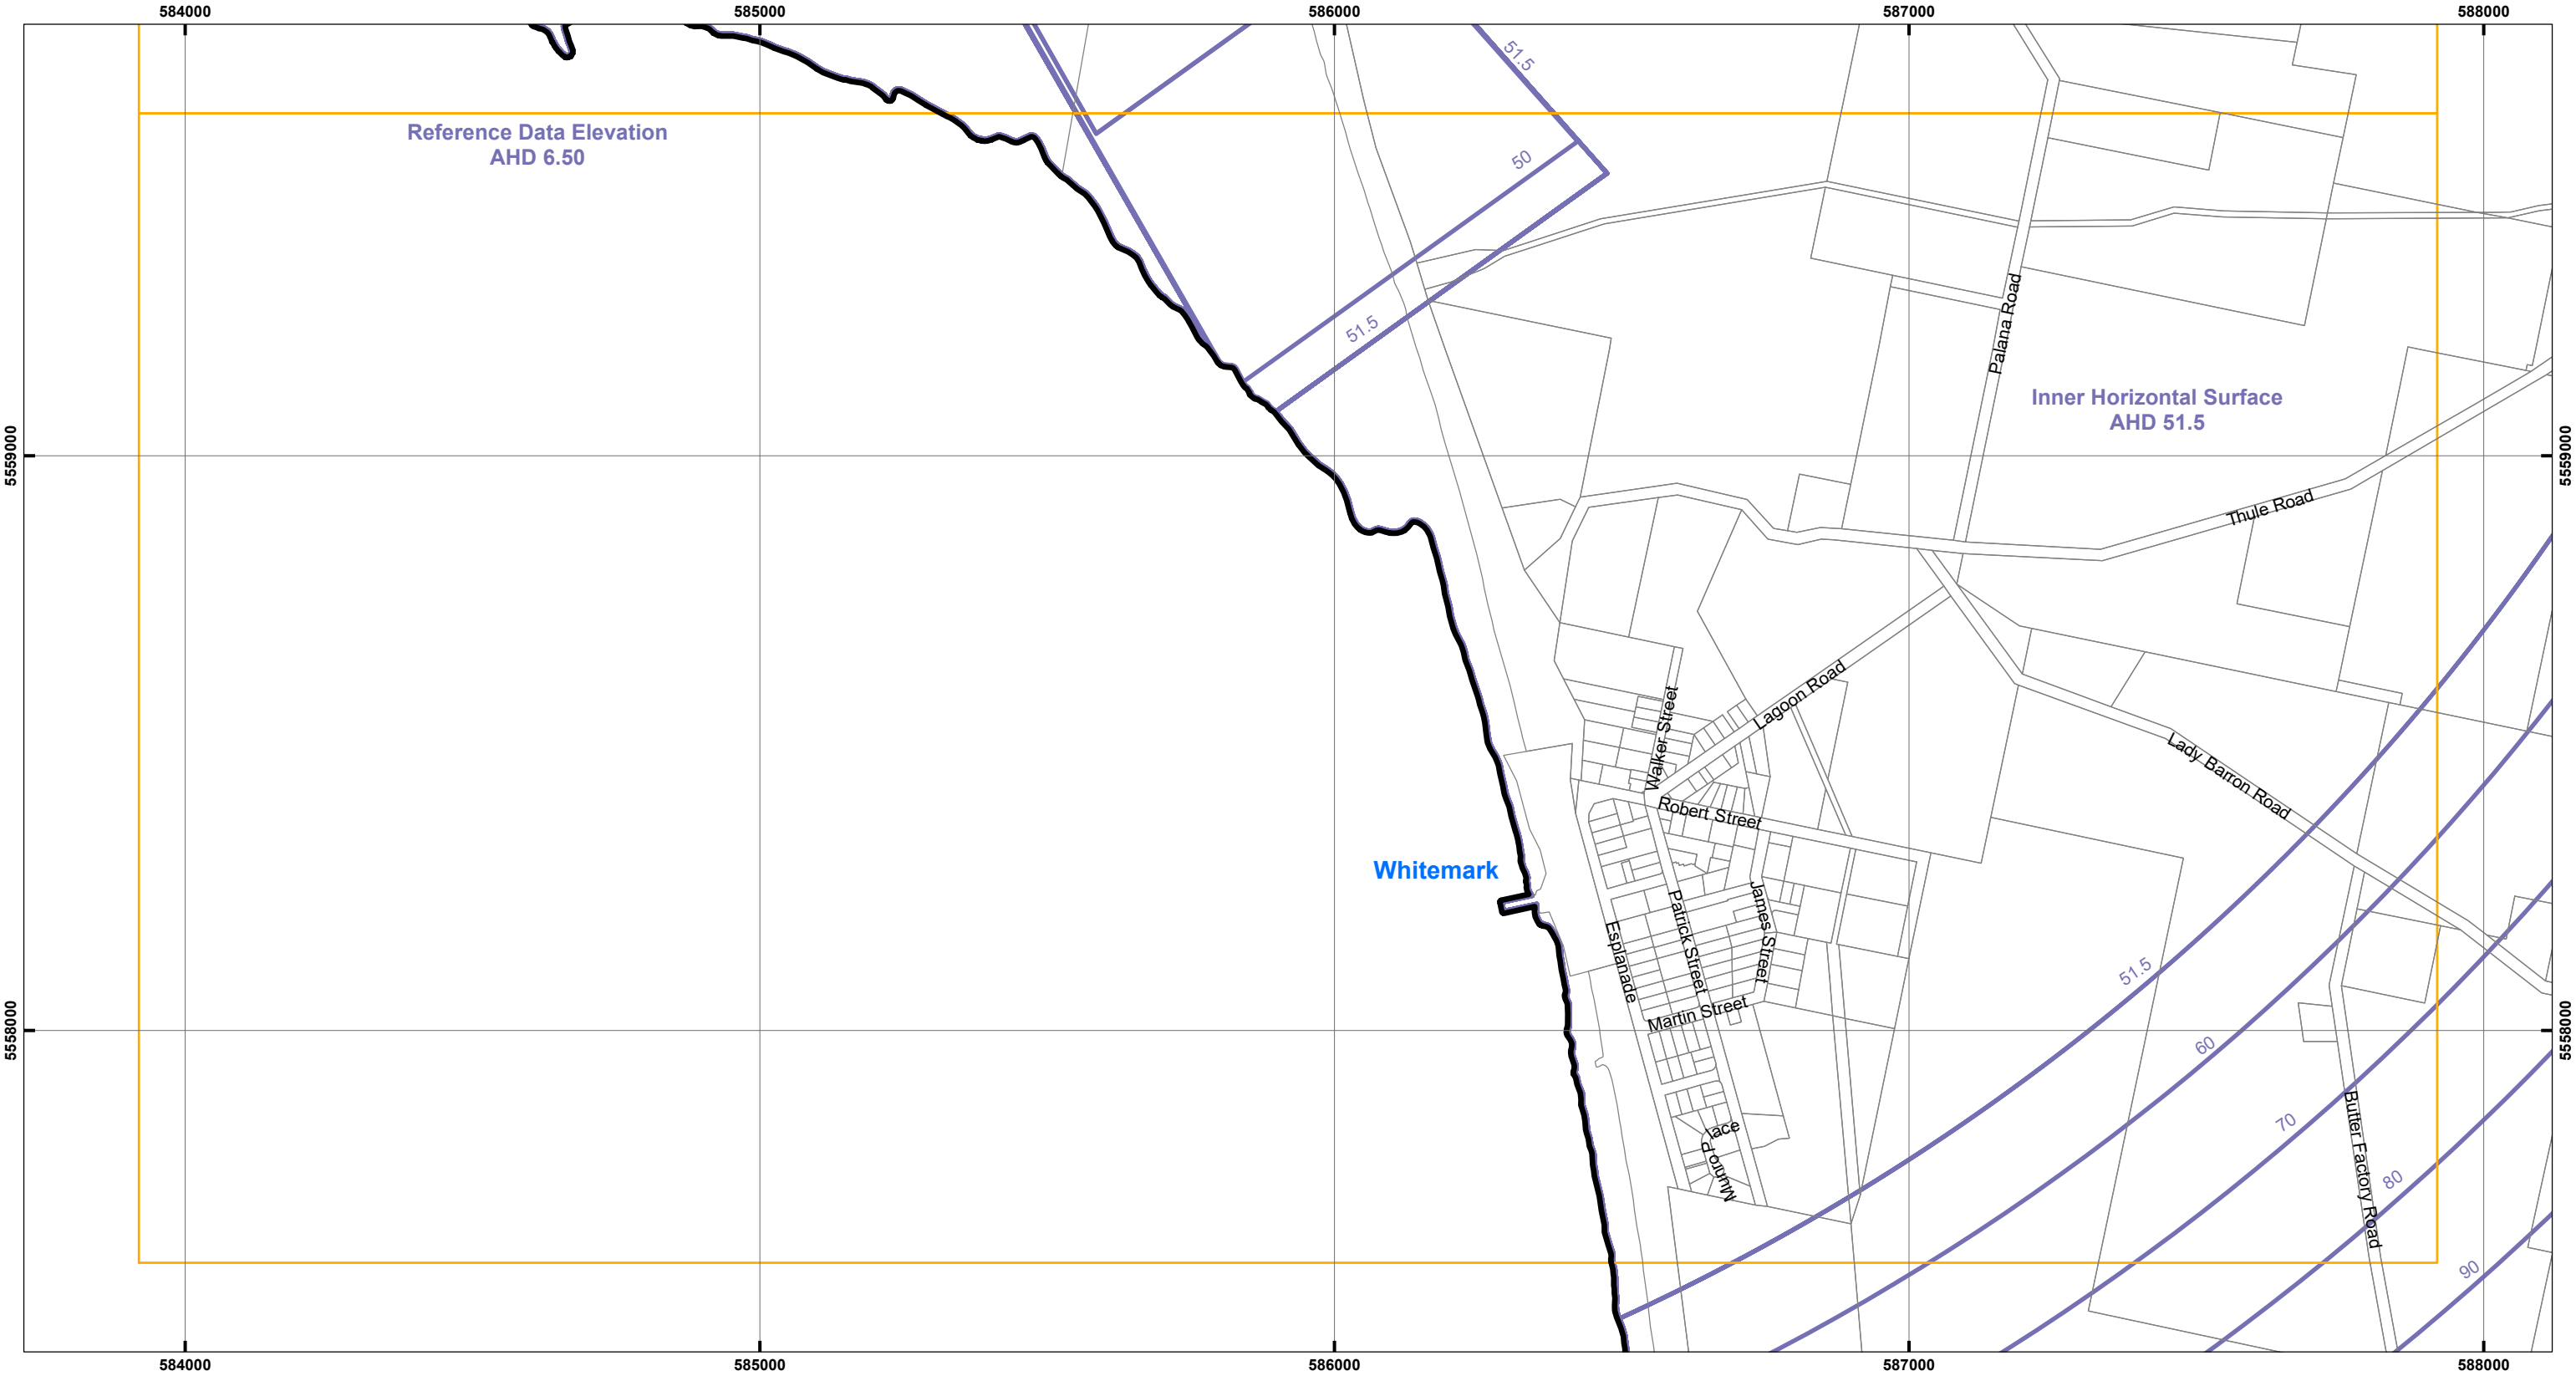 584000
585000
586000
587000
588000
51.5
Reference Data Elevation
AHD 6.50
50
51.5
Palana Road
Inner Horizontal Surface
AHD 51.5
5559000
5559000
Thule Road
Walker Street
Lagoon Road
Lady Barron Road
Robert Street
Whitemark
Esplanade
Patrick Street
James Street
51.5
Martin Street
5558000
5558000
60
70
Munro Place
Butter Factory Road
80
90
584000
585000
586000
587000
588000